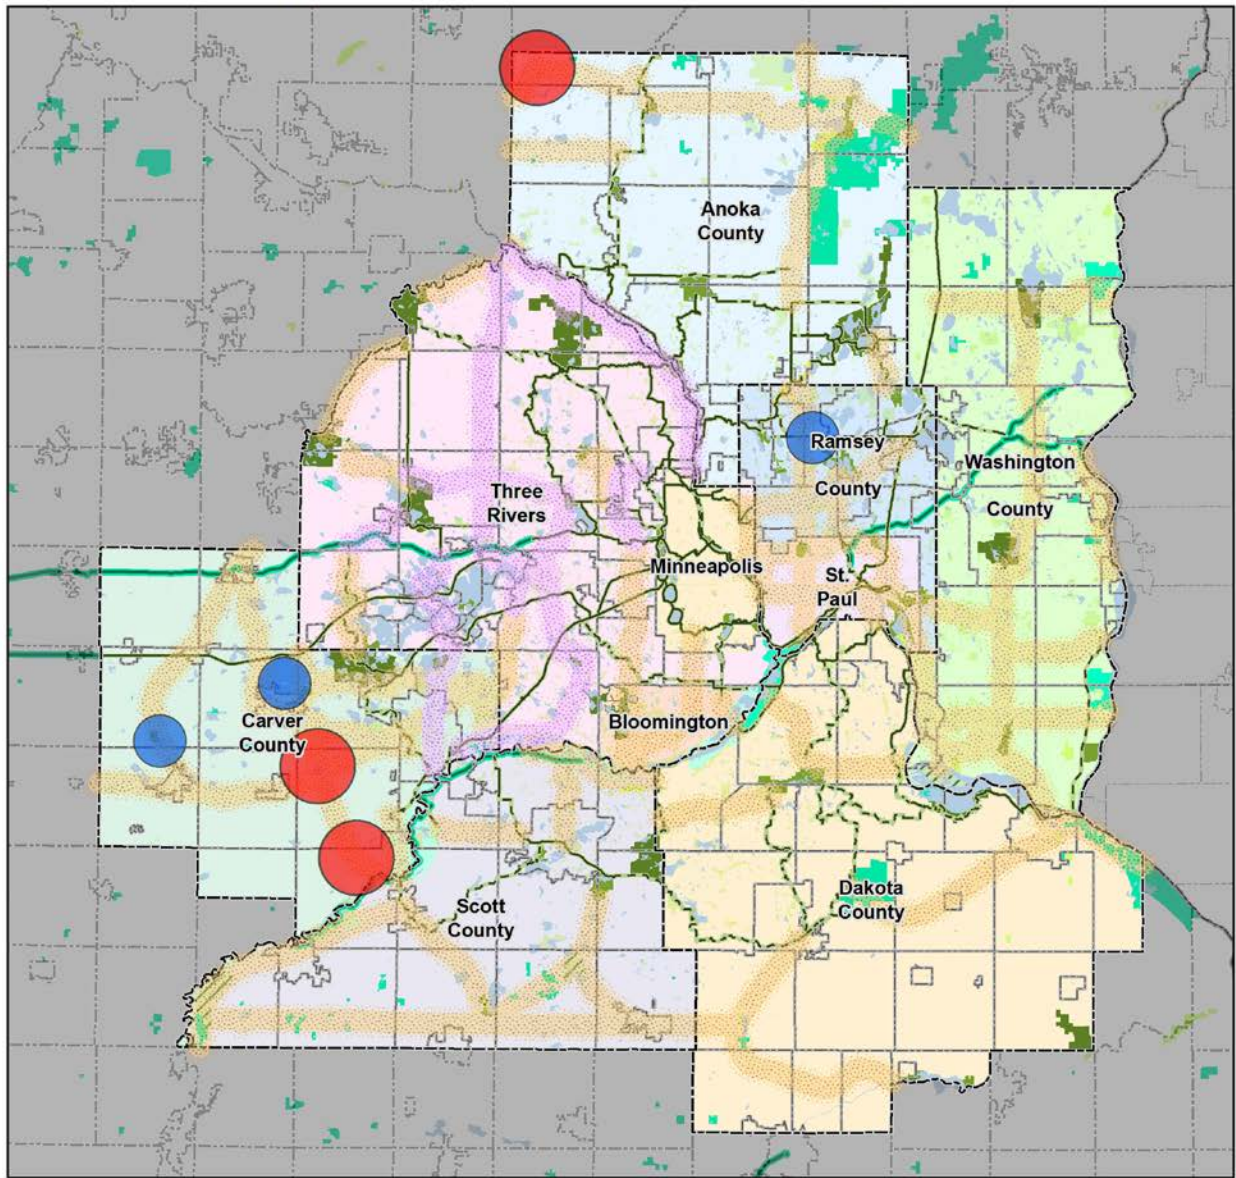 Anoka
County
Ramsey
County
Washington
County
Three
Rivers
Minneapolis
St.
Paul
Carver
County
Bloomington
Dakota
County
Scott
County